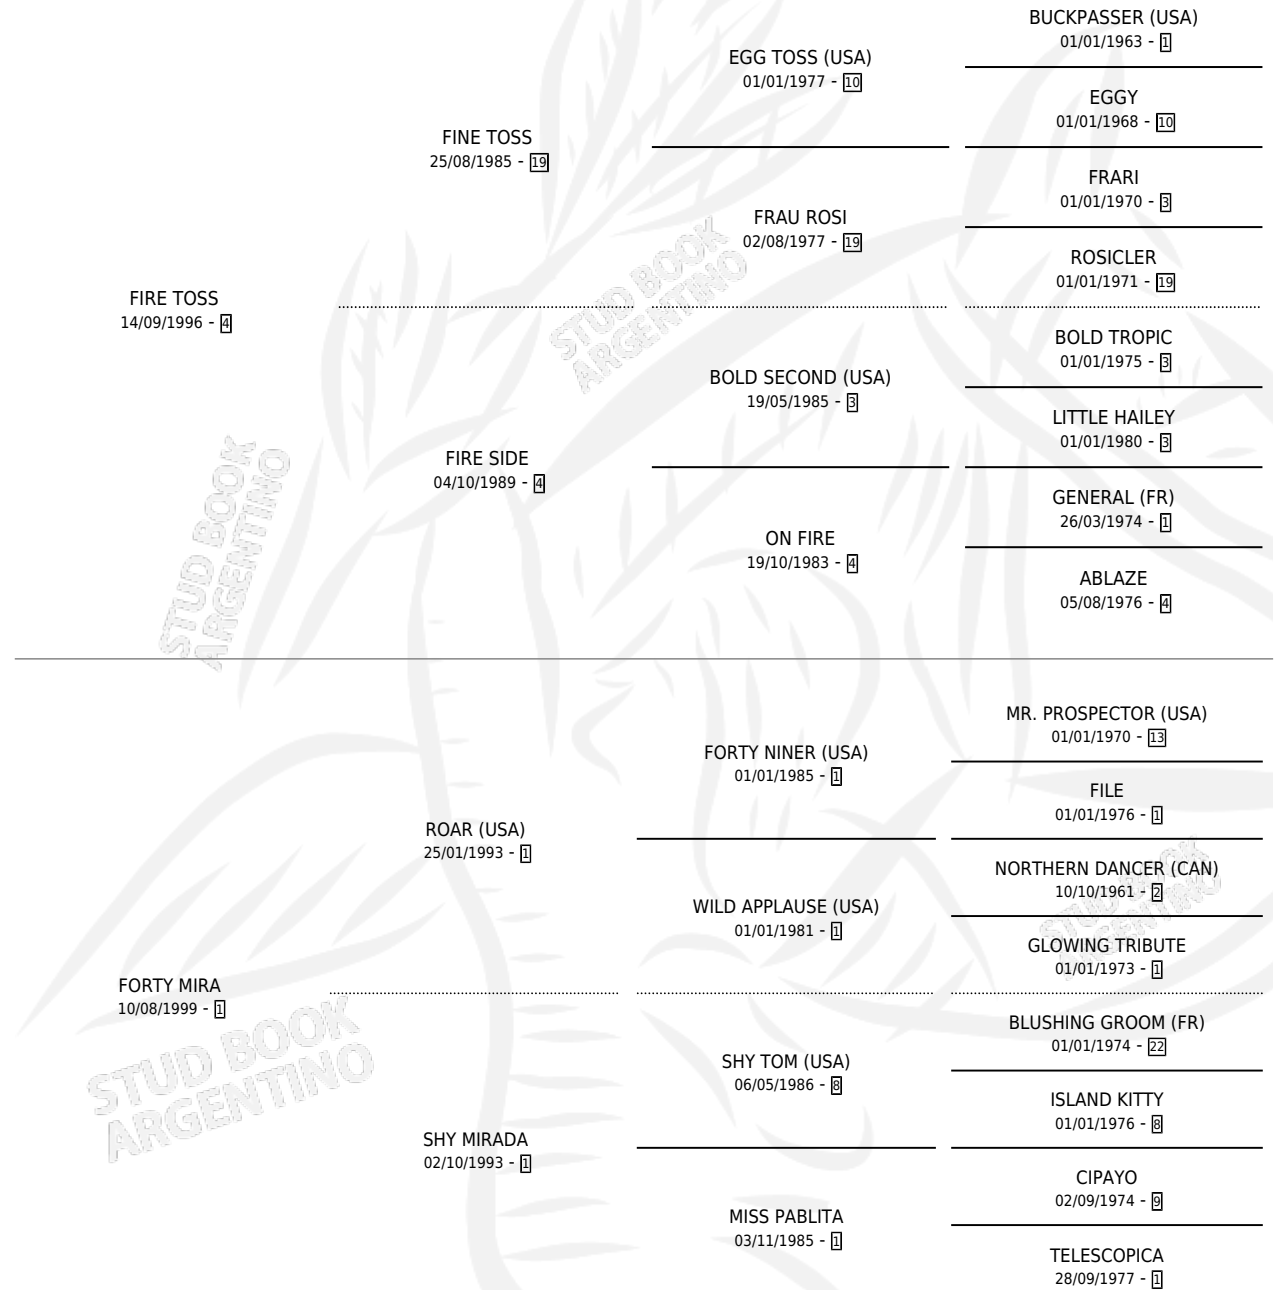 BUCKPASSER (USA)
01/01/1963 - 1
EGG TOSS (USA)
01/01/1977 - 10
EGGY
01/01/1968 - 10
FINE TOSS
25/08/1985 - 19
FRARI
01/01/1970 - 3
FRAU ROSI
02/08/1977 - 19
ROSICLER
01/01/1971 - 19
FIRE TOSS
14/09/1996 - 4
BOLD TROPIC
01/01/1975 - 3
BOLD SECOND (USA)
19/05/1985 - 3
LITTLE HAILEY
01/01/1980 - 3
FIRE SIDE
04/10/1989 - 4
GENERAL (FR)
26/03/1974 - 1
ON FIRE
19/10/1983 - 4
ABLAZE
05/08/1976 - 4
STUD BOOK
ARGENTINO
STUD BOOK
ARGENTINO
MR. PROSPECTOR (USA)
01/01/1970 - 13
FORTY NINER (USA)
01/01/1985 - 1
FILE
01/01/1976 - 1
ROAR (USA)
25/01/1993 - 1
NORTHERN DANCER (CAN)
10/10/1961 - 2
WILD APPLAUSE (USA)
01/01/1981 - 1
GLOWING TRIBUTE
01/01/1973 - 1
FORTY MIRA
10/08/1999 - 1
BLUSHING GROOM (FR)
01/01/1974 - 22
SHY TOM (USA)
06/05/1986 - 8
ISLAND KITTY
01/01/1976 - 8
SHY MIRADA
02/10/1993 - 1
CIPAYO
02/09/1974 - 9
MISS PABLITA
03/11/1985 - 1
TELESCOPICA
28/09/1977 - 1
STUD BOOK
ARGENTINO
STUD BOOK
ARGENTINO